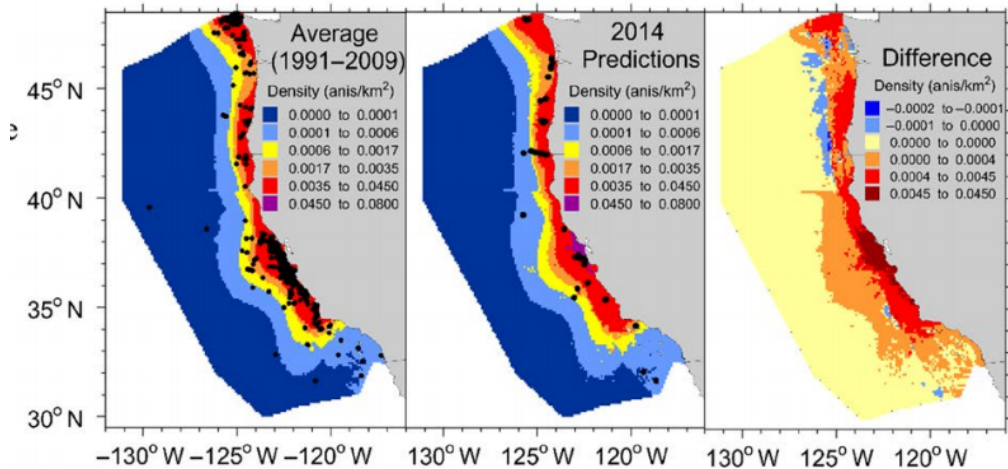 Average
(1991–2009)
Density (anis/km²)
0.0000 to 0.0001
0.0001 to 0.0006
0.0006 to 0.0017
0.0017 to 0.0035
0.0035 to 0.0450
0.0450 to 0.0800
2014
Predictions
Density (anis/km²)
0.0000 to 0.0001
0.0001 to 0.0006
0.0006 to 0.0017
0.0017 to 0.0035
0.0035 to 0.0450
0.0450 to 0.0800
Difference
Density (anis/km²)
−0.0002 to −0.0001
−0.0001 to 0.0000
0.0000 to 0.0000
0.0000 to 0.0004
0.0004 to 0.0045
0.0045 to 0.0450
45° N
40° N
35° N
30° N
−130° W −125° W −120° W 130° W 125° W 120° W 130° W 125° W 120° W